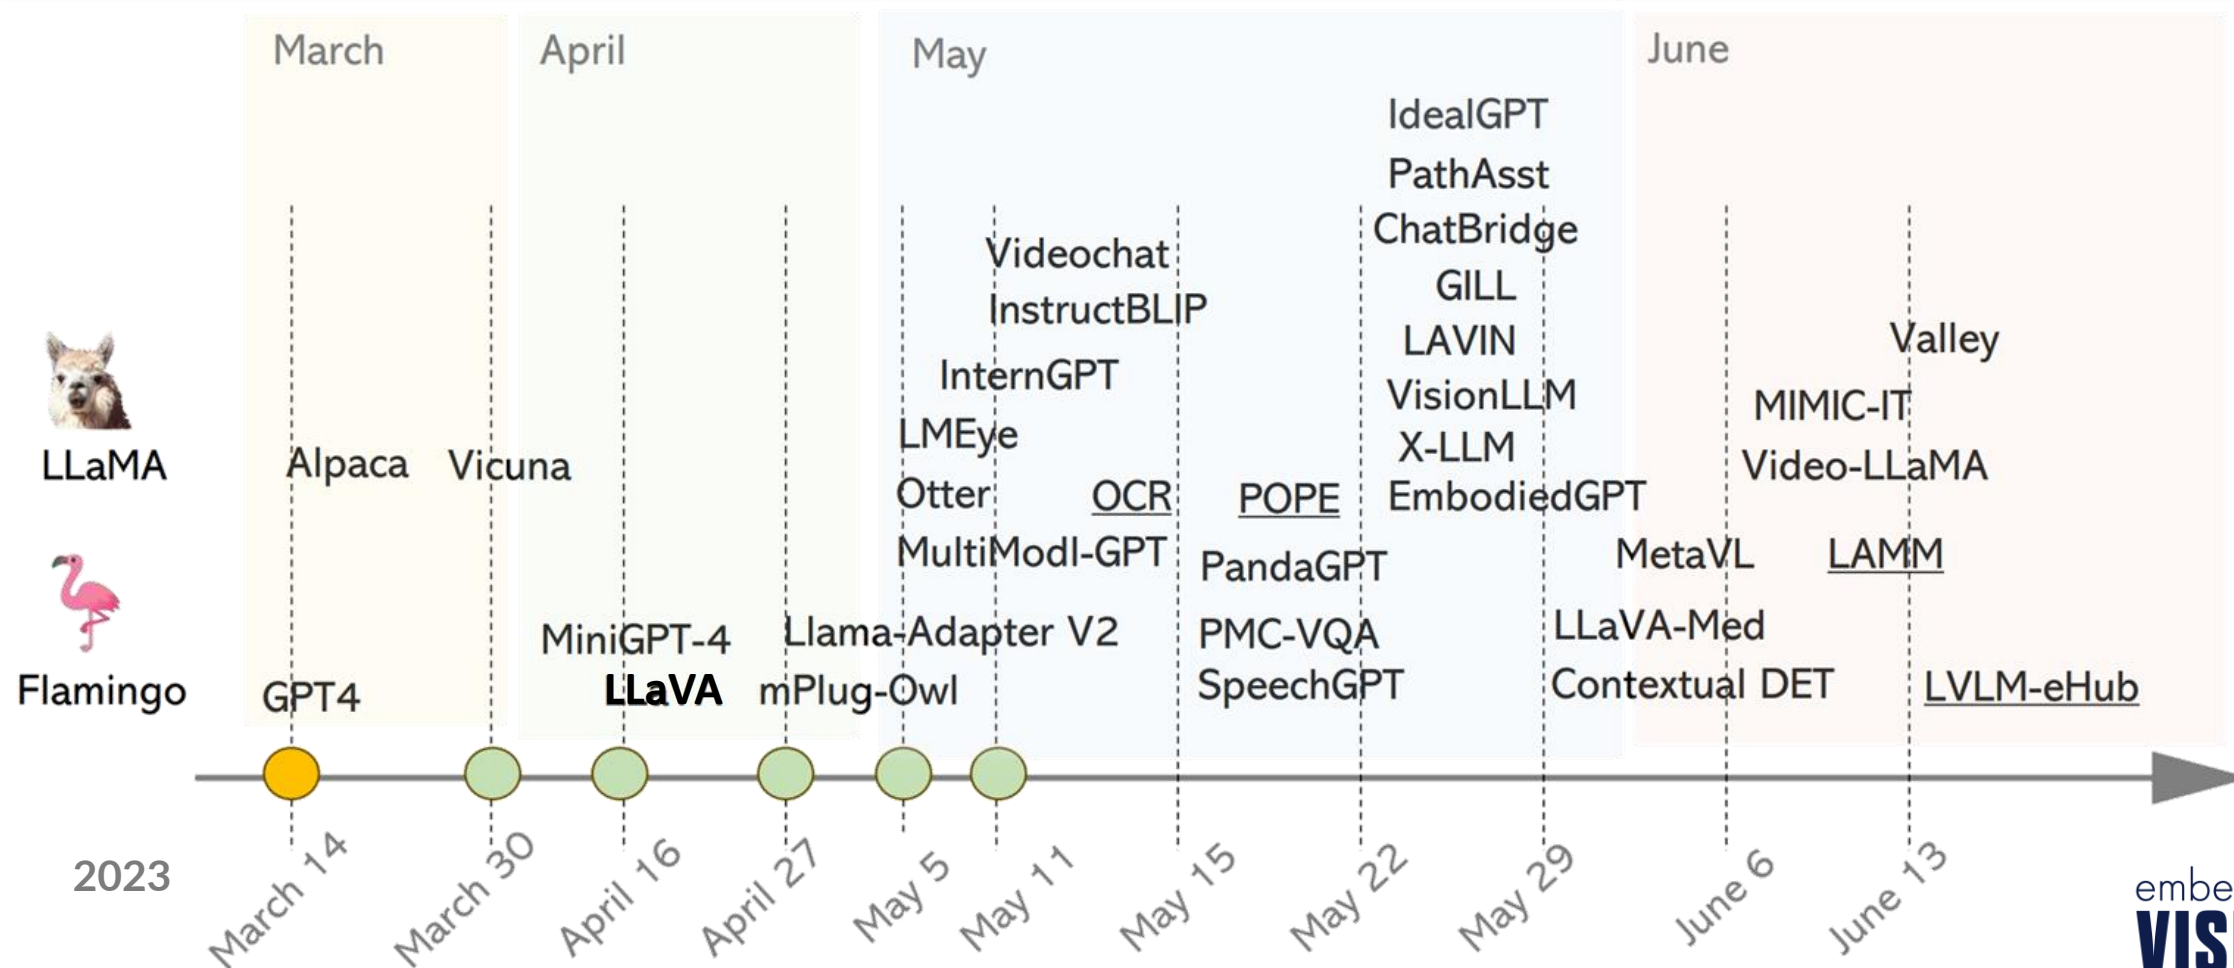 March
April
May
June
IdealGPT
PathAsst
ChatBridge
Videochat
GILL
InstructBLIP
LAVIN
Valley
InternGPT
VisionLLM
MIMIC-IT
LMEye
X-LLM
LLaMA
Alpaca
Vicuna
Video-LLaMA
Otter
OCR
POPE
EmbodiedGPT
MultiModl-GPT
PandaGPT
MetaVL
LAMM
MiniGPT-4
Llama-Adapter V2
PMC-VQA
LLaVA-Med
Flamingo
GPT4
LLaVA
mPlug-Owl
SpeechGPT
Contextual DET
LVLM-eHub
2023
March 14
March 30
April 16
April 27
May 5
May 11
May 15
May 22
May 29
June 6
June 13
embe
VIS